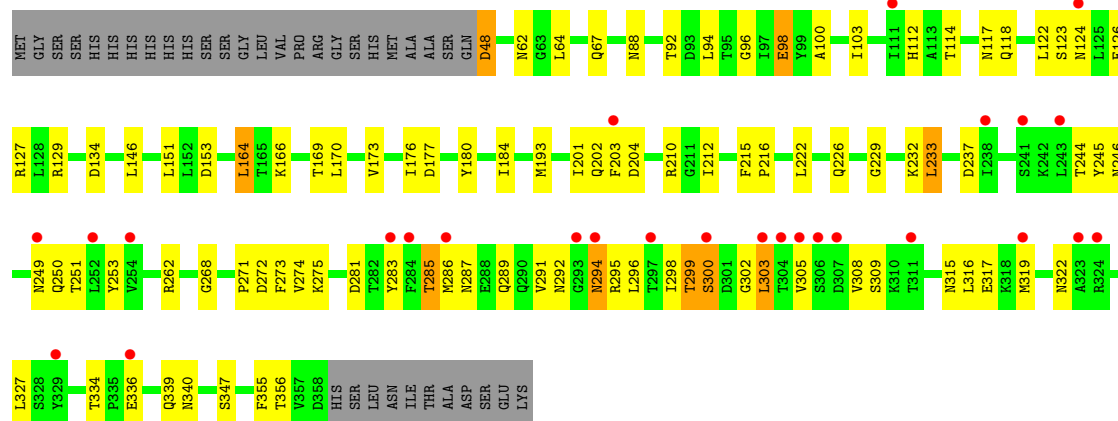 MET GLY SER SER HIS HIS HIS HIS HIS HIS SER SER GLY LEU VAL PRO ARG GLY SER HIS MET ALA ALA SER GLN D48 N62 G63 L64 Q67 N88 T92 D93 L94 T95 G96 I97 E98 Y99 A100 I103 I111 H112 A113 T114 N117 Q118 L122 S123 N124 L125
R127 L128 R129 D134 L146 L151 L152 D153 L164 T165 K166 T169 L170 V173 I176 D177 Y180 I184 M193 I201 Q202 F203 D204 R210 G211 I212 F215 P216 L222 Q226 G229 K232 L233 D237 I238 S241 K242 L243 T244 Y245
N249 Q250 T251 L252 Y253 V254 R262 G268 P271 D272 F273 V274 K275 D281 T282 Y283 F284 T285 M286 N287 E288 Q289 Q290 V291 N292 G293 N294 R295 L296 T297 I298 T299 S300 D301 G302 L303 T304 V305 S306 D307 V308 S309 K310 T311 N315 L316 E317 K318 M319 N322 A323 R324
L327 S328 Y329 T334 P335 E336 Q339 N340 S347 F355 T356 V357 D358 HIS SER LEU ASN ILE THR ALA ASP SER GLU LYS